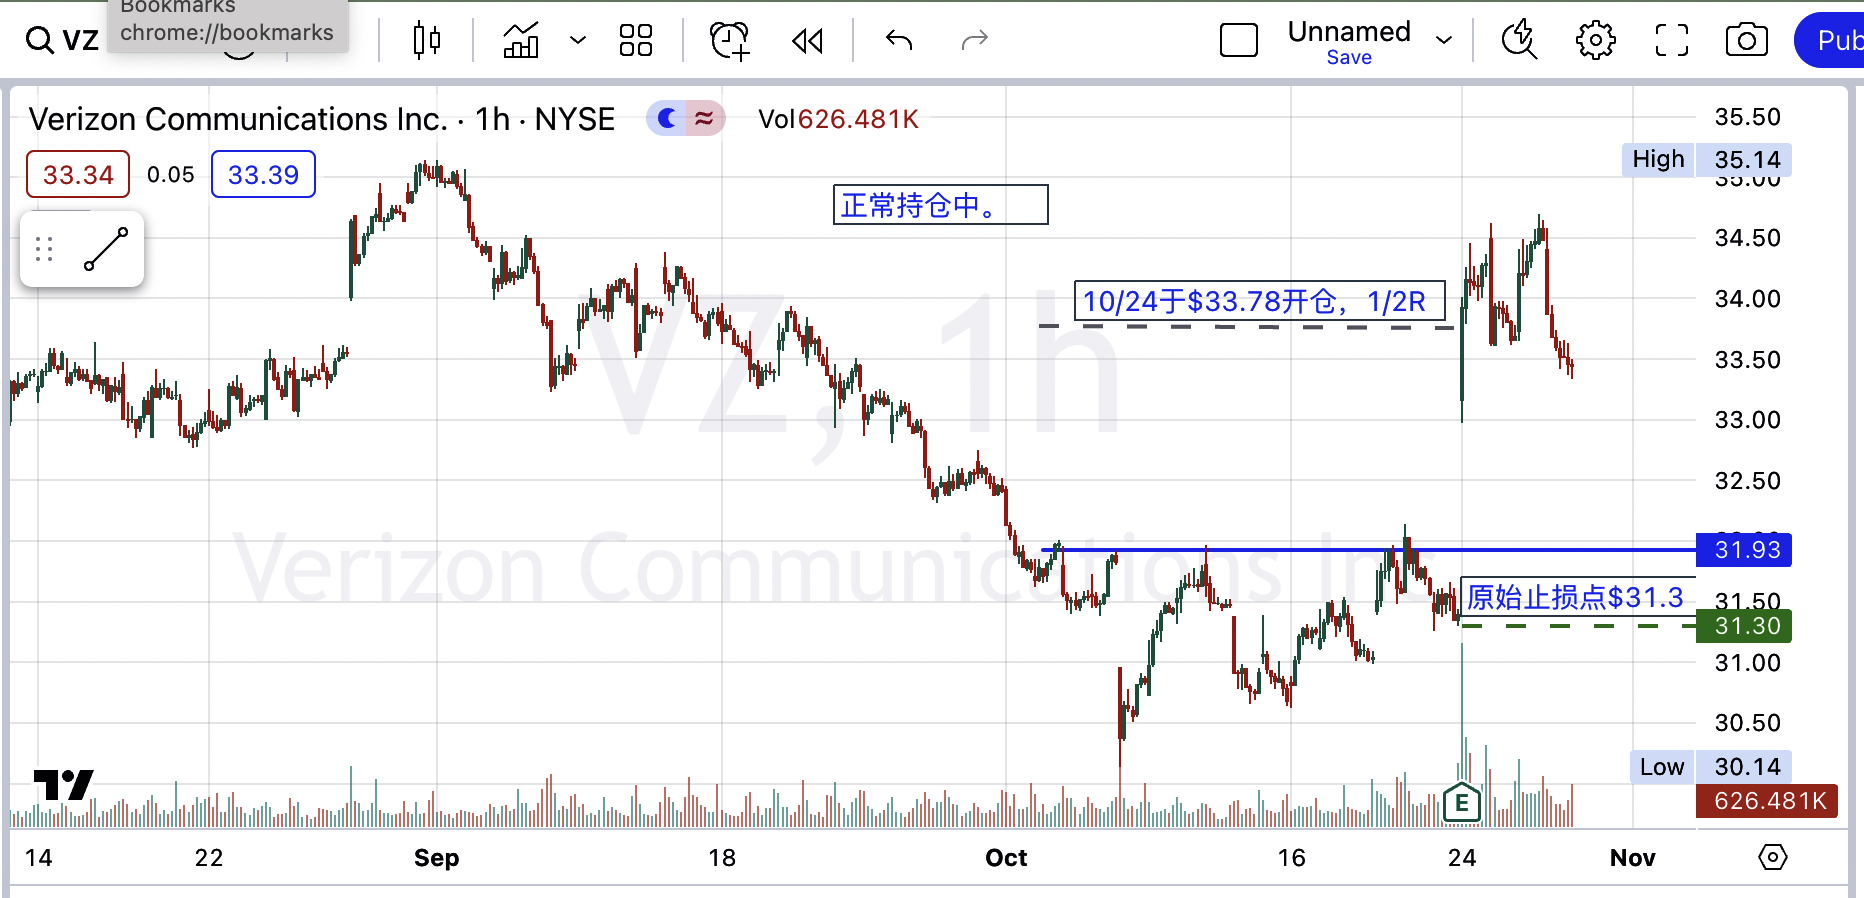 Bookmarks
chrome://bookmarks
VZ
Unnamed
Save
Pub
Verizon Communications Inc. · 1h · NYSE
Vol626.481K
33.34
0.05
33.39
正常持仓中。
10/24于$33.78开仓，1/2R
原始止损点$31.3
VZ, 1h
Verizon Communications Inc.
35.50
High 35.14
35.00
34.50
34.00
33.50
33.00
32.50
31.93
31.50
31.30
31.00
30.50
Low 30.14
626.481K
E
14 22 Sep 18 Oct 16 24 Nov